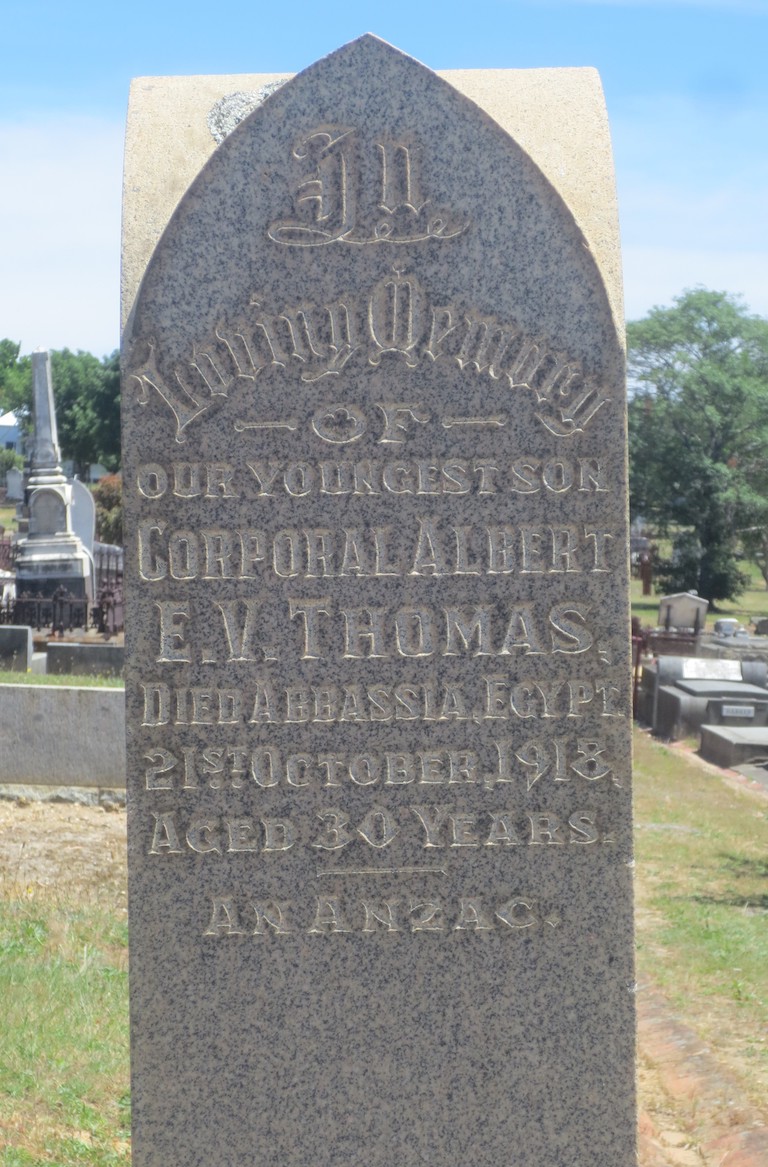 In
Loving Memory
— OF —
OUR YOUNGEST SON
CORPORAL ALBERT
E.V. THOMAS,
DIED ABBASSIA, EGYPT,
21ST OCTOBER, 1918,
AGED 30 YEARS.
AN ANZAC.